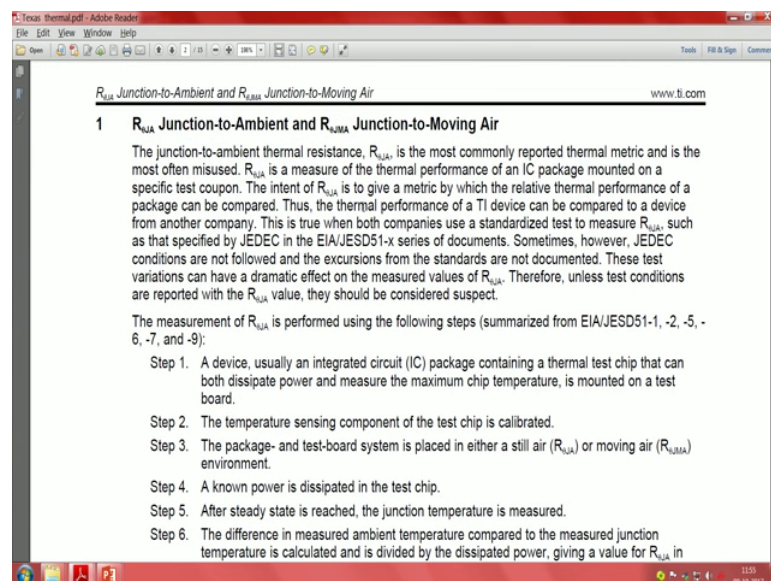 Texas thermal.pdf - Adobe Reader
File Edit View Window Help
Open 2 / 15 198% Tools Fill & Sign Comment
RθJA Junction-to-Ambient and RθJMA Junction-to-Moving Air www.ti.com
1 RθJA Junction-to-Ambient and RθJMA Junction-to-Moving Air
The junction-to-ambient thermal resistance, RθJA, is the most commonly reported thermal metric and is the
most often misused. RθJA is a measure of the thermal performance of an IC package mounted on a
specific test coupon. The intent of RθJA is to give a metric by which the relative thermal performance of a
package can be compared. Thus, the thermal performance of a TI device can be compared to a device
from another company. This is true when both companies use a standardized test to measure RθJA, such
as that specified by JEDEC in the EIA/JESD51-x series of documents. Sometimes, however, JEDEC
conditions are not followed and the excursions from the standards are not documented. These test
variations can have a dramatic effect on the measured values of RθJA. Therefore, unless test conditions
are reported with the RθJA value, they should be considered suspect.
The measurement of RθJA is performed using the following steps (summarized from EIA/JESD51-1, -2, -5, -
6, -7, and -9):
Step 1. A device, usually an integrated circuit (IC) package containing a thermal test chip that can
both dissipate power and measure the maximum chip temperature, is mounted on a test
board.
Step 2. The temperature sensing component of the test chip is calibrated.
Step 3. The package- and test-board system is placed in either a still air (RθJA) or moving air (RθJMA)
environment.
Step 4. A known power is dissipated in the test chip.
Step 5. After steady state is reached, the junction temperature is measured.
Step 6. The difference in measured ambient temperature compared to the measured junction
temperature is calculated and is divided by the dissipated power, giving a value for RθJA in
11:55